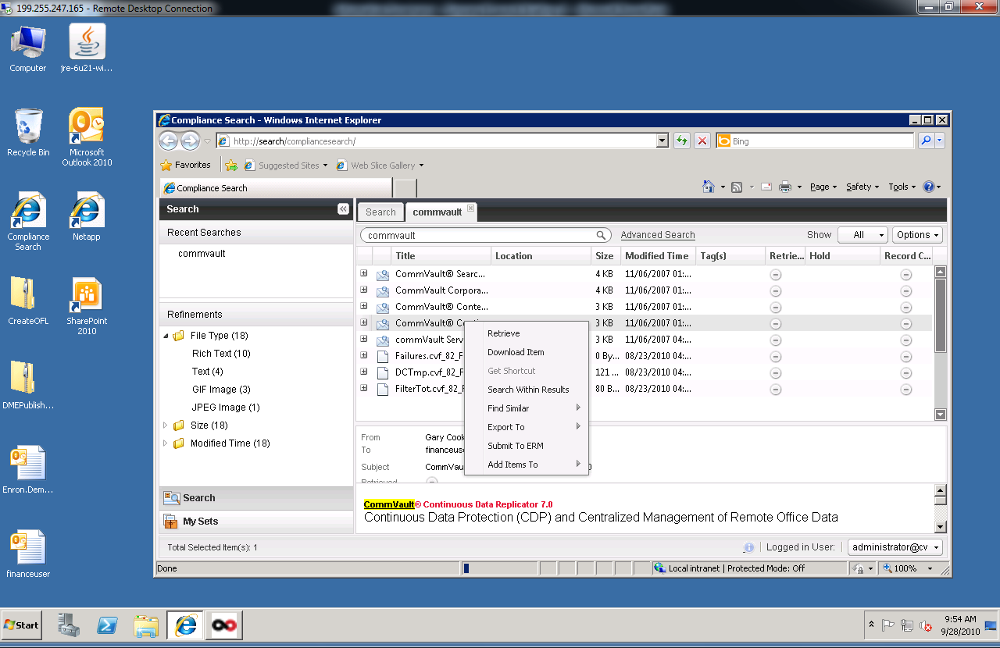 199.255.247.165 - Remote Desktop Connection
Computer
jre-6u21-wi...
Recycle Bin
Microsoft
Outlook 2010
Compliance
Search
Netapp
CreateOFL
SharePoint
2010
DMEPublish...
Enron.Dem...
financeuser
Compliance Search - Windows Internet Explorer
http://search/compliancesearch/
Bing
Favorites
Suggested Sites
Web Slice Gallery
Compliance Search
Page
Safety
Tools
Search
Recent Searches
commvault
Refinements
File Type (18)
Rich Text (10)
Text (4)
GIF Image (3)
JPEG Image (1)
Size (18)
Modified Time (18)
Search
My Sets
Search
commvault
commvault
Advanced Search
Show
All
Options
Title Location Size Modified Time Tag(s) Retrie... Hold Record C...
CommVault® Searc... 4 KB 11/06/2007 01:...
CommVault Corpora... 4 KB 11/06/2007 01:...
CommVault® Conte... 3 KB 11/06/2007 01:...
CommVault® 3 KB 11/06/2007 01:...
commVault Serv 3 KB 11/06/2007 04:...
Failures.cvf_82_F 0 By... 08/23/2010 04:...
DCTmp.cvf_82_F 121 ... 08/23/2010 04:...
FilterTot.cvf_82_F 80 B... 08/23/2010 04:...
Retrieve
Download Item
Get Shortcut
Search Within Results
Find Similar
Export To
Submit To ERM
Add Items To
From Gary Cook
To financeuse
Subject CommVau
Retrieved
CommVault® Continuous Data Replicator 7.0
Continuous Data Protection (CDP) and Centralized Management of Remote Office Data
Total Selected Item(s): 1
Logged in User:
administrator@cv
Done
Local intranet | Protected Mode: Off
100%
Start
9:54 AM
9/28/2010